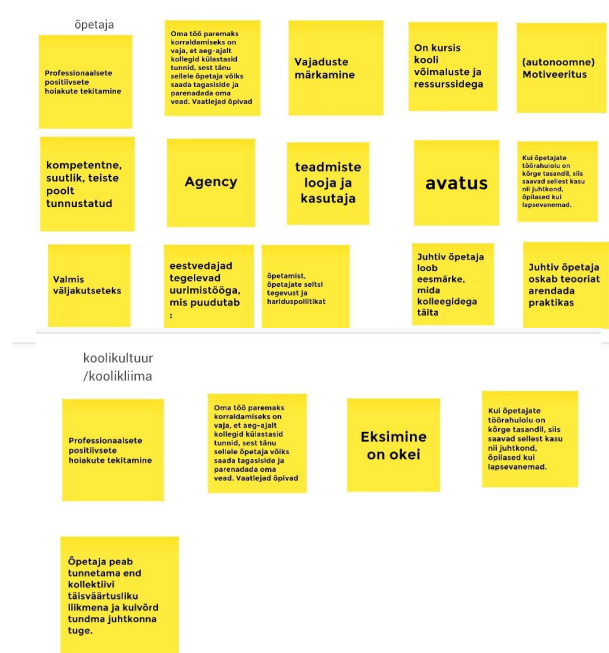 õpetaja
Professionaalsete
positiivsete
hoiakute tekitamine
Oma töö paremaks
korraldamiseks on
vaja, et aeg-ajalt
kollegid külastasid
tunnid, sest tänu
sellele õpetaja võiks
saada tagasiside ja
parenadada oma
vead. Vaatlejad õpivad
Vajaduste
märkamine
On kursis
kooli
võimaluste ja
ressurssidega
(autonoomne)
Motiveeritus
kompetentne,
suutlik, teiste
poolt
tunnustatud
Agency
teadmiste
looja ja
kasutaja
avatus
Kui õpetajate
töörahulolu on
kõrge tasandil, siis
saavad sellest kasu
nii juhtkond,
õpilased kui
lapsevanemad.
Valmis
väljakutseteks
eestvedajad
tegelevad
uurimistööga,
mis puudutab
:
õpetamist,
õpetajate seltsi
tegevust ja
hariduspoliitikat
Juhtiv õpetaja
loob
eesmärke,
mida
kolleegidega
täita
Juhtiv õpetaja
oskab teooriat
arendada
praktikas
koolikultuur
/koolikliima
Professionaalsete
positiivsete
hoiakute tekitamine
Oma töö paremaks
korraldamiseks on
vaja, et aeg-ajalt
kollegid külastasid
tunnid, sest tänu
sellele õpetaja võiks
saada tagasiside ja
parenadada oma
vead. Vaatlejad õpivad
Eksimine
on okei
Kui õpetajate
töörahulolu on
kõrge tasandil, siis
saavad sellest kasu
nii juhtkond,
õpilased kui
lapsevanemad.
Õpetaja peab
tunnetama end
kollektiivi
täisväärtusliku
liikmena ja kuivõrd
tundma juhtkonna
tuge.